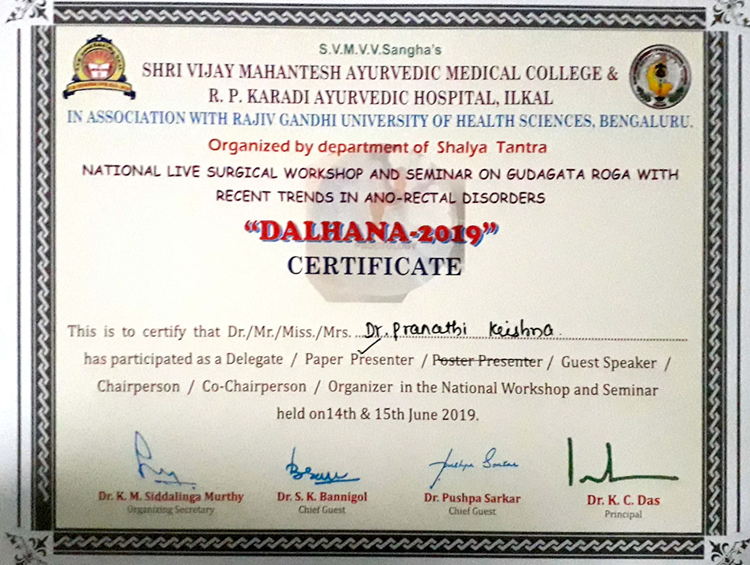 S.V.M.V.V.Sangha's
SHRI VIJAY MAHANTESH AYURVEDIC MEDICAL COLLEGE &
R. P. KARADI AYURVEDIC HOSPITAL, ILKAL
IN ASSOCIATION WITH RAJIV GANDHI UNIVERSITY OF HEALTH SCIENCES, BENGALURU.
Organized by department of Shalya Tantra
NATIONAL LIVE SURGICAL WORKSHOP AND SEMINAR ON GUDAGATA ROGA WITH
RECENT TRENDS IN ANO-RECTAL DISORDERS
“DALHANA-2019”
CERTIFICATE
This is to certify that Dr./Mr./Miss./Mrs. Dr. Pranathi Keishna
has participated as a Delegate / Paper Presenter / Poster Presenter / Guest Speaker /
Chairperson / Co-Chairperson / Organizer in the National Workshop and Seminar
held on14th & 15th June 2019.
Pushpa Sarkar
Dr. K. M. Siddalinga Murthy Dr. S. K. Bannigol Dr. Pushpa Sarkar Dr. K. C. Das
Organizing Secretary Chief Guest Chief Guest Principal